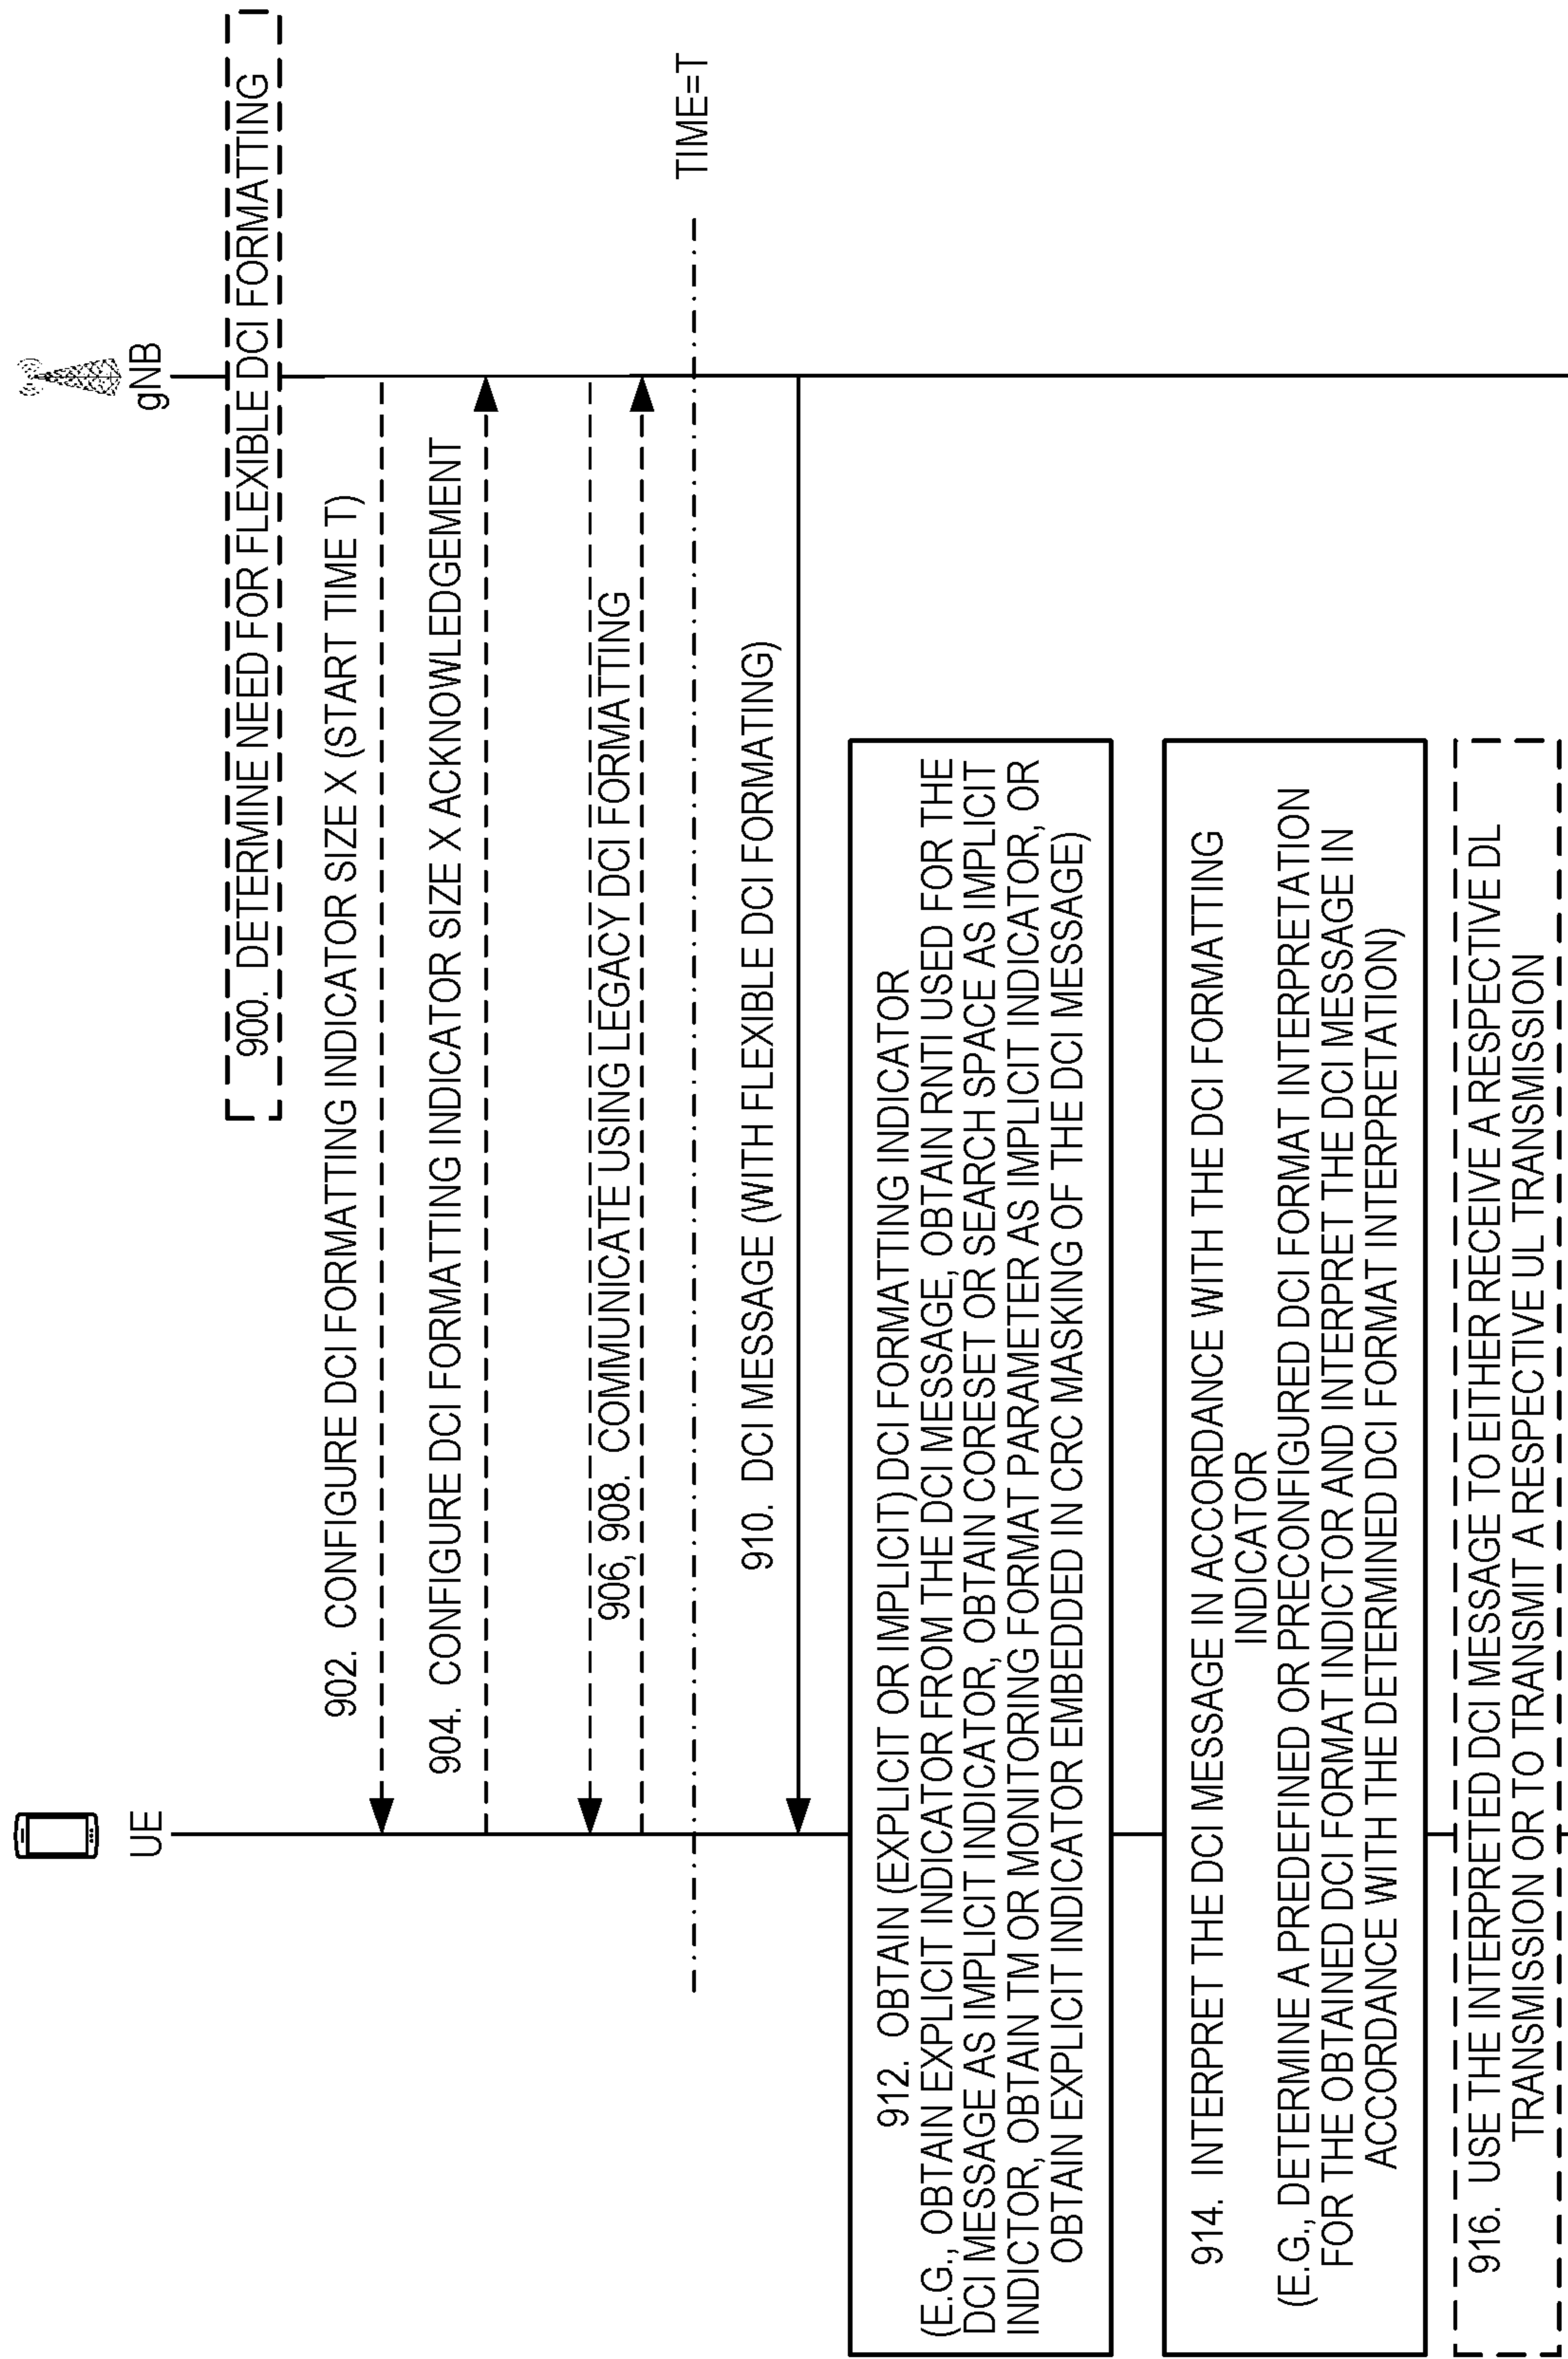 UE
gNB
900. DETERMINE NEED FOR FLEXIBLE DCI FORMATTING
902. CONFIGURE DCI FORMATTING INDICATOR SIZE X (START TIME T)
904. CONFIGURE DCI FORMATTING INDICATOR SIZE X ACKNOWLEDGEMENT
906, 908. COMMUNICATE USING LEGACY DCI FORMATTING
TIME=T
910. DCI MESSAGE (WITH FLEXIBLE DCI FORMATING)
912. OBTAIN (EXPLICIT OR IMPLICIT) DCI FORMATTING INDICATOR
(E.G., OBTAIN EXPLICIT INDICATOR FROM THE DCI MESSAGE, OBTAIN RNTI USED FOR THE
DCI MESSAGE AS IMPLICIT INDICATOR, OBTAIN CORESET OR SEARCH SPACE AS IMPLICIT
INDICTOR, OBTAIN TM OR MONITORING FORMAT PARAMETER AS IMPLICIT INDICATOR, OR
OBTAIN EXPLICIT INDICATOR EMBEDDED IN CRC MASKING OF THE DCI MESSAGE)
914. INTERPRET THE DCI MESSAGE IN ACCORDANCE WITH THE DCI FORMATTING
INDICATOR
(E.G., DETERMINE A PREDEFINED OR PRECONFIGURED DCI FORMAT INTERPRETATION
FOR THE OBTAINED DCI FORMAT INDICTOR AND INTERPRET THE DCI MESSAGE IN
ACCORDANCE WITH THE DETERMINED DCI FORMAT INTERPRETATION)
916. USE THE INTERPRETED DCI MESSAGE TO EITHER RECEIVE A RESPECTIVE DL
TRANSMISSION OR TO TRANSMIT A RESPECTIVE UL TRANSMISSION